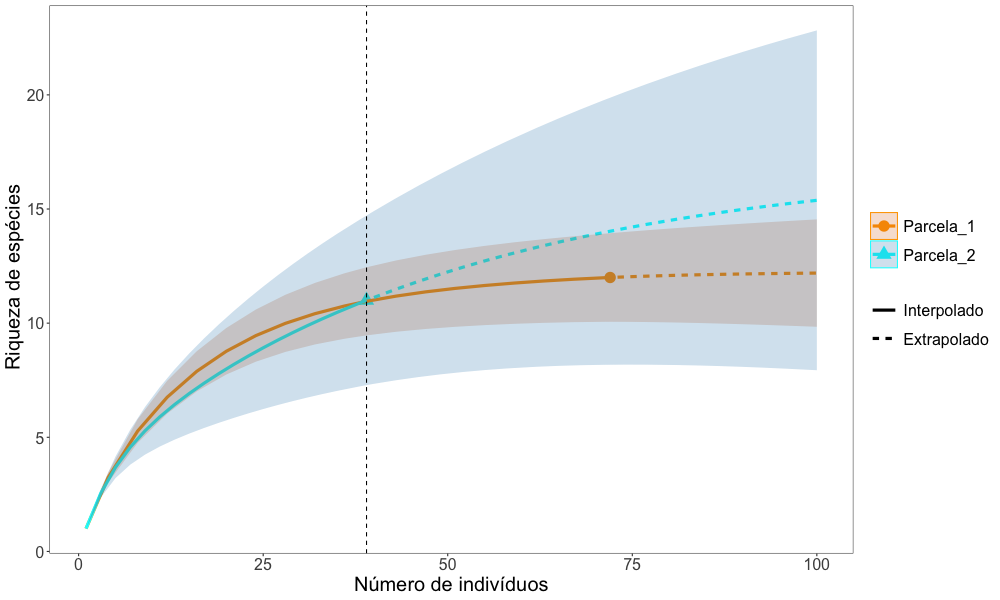 Riqueza de espécies
20
15
10
5
0
0 25 50 75 100
Número de indivíduos
Parcela_1
Parcela_2
Interpolado
Extrapolado